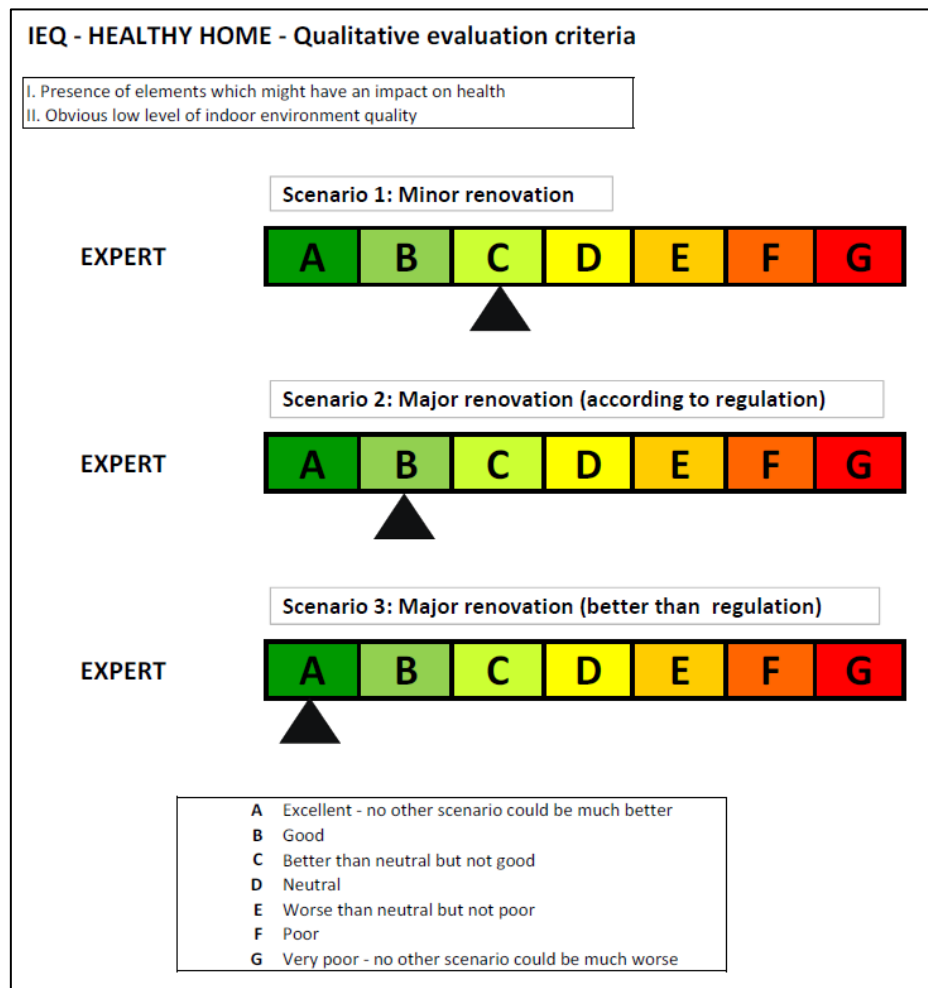 IEQ - HEALTHY HOME - Qualitative evaluation criteria
I. Presence of elements which might have an impact on health
II. Obvious low level of indoor environment quality
Scenario 1: Minor renovation
EXPERT A B C D E F G
Scenario 2: Major renovation (according to regulation)
EXPERT A B C D E F G
Scenario 3: Major renovation (better than regulation)
EXPERT A B C D E F G
A Excellent - no other scenario could be much better
B Good
C Better than neutral but not good
D Neutral
E Worse than neutral but not poor
F Poor
G Very poor - no other scenario could be much worse